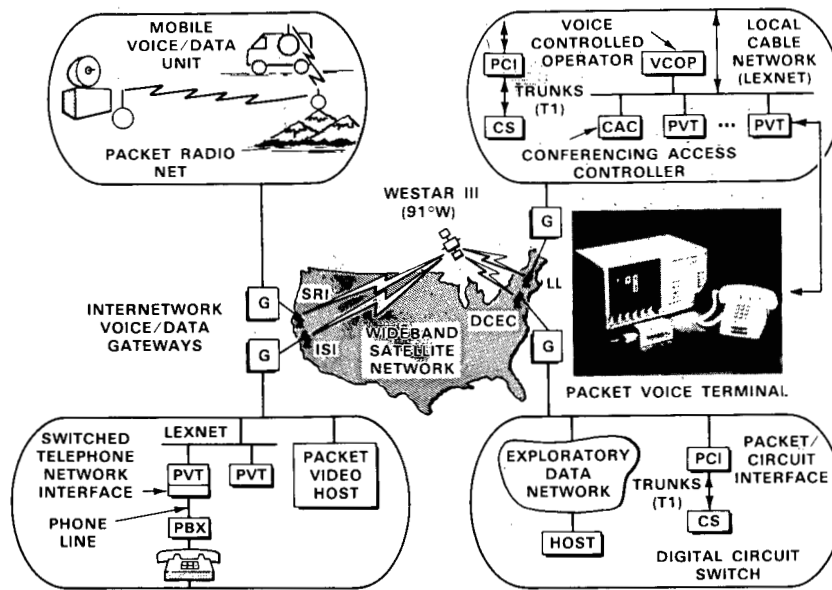 MOBILE
VOICE/DATA
UNIT
PACKET RADIO
NET
VOICE
CONTROLLED
OPERATOR
LOCAL
CABLE
NETWORK
(LEXNET)
PCI
VCOP
TRUNKS
(T1)
CS
CAC
PVT
...
PVT
CONFERENCING ACCESS
CONTROLLER
WESTAR III
(91°W)
G
G
INTERNETWORK
VOICE/DATA
GATEWAYS
G
G
SRI
ISI
LL
DCEC
WIDEBAND
SATELLITE
NETWORK
PACKET VOICE TERMINAL
SWITCHED
TELEPHONE
NETWORK
INTERFACE
LEXNET
PVT
PVT
PACKET
VIDEO
HOST
PHONE
LINE
PBX
EXPLORATORY
DATA
NETWORK
HOST
PCI
PACKET/
CIRCUIT
INTERFACE
TRUNKS
(T1)
CS
DIGITAL CIRCUIT
SWITCH